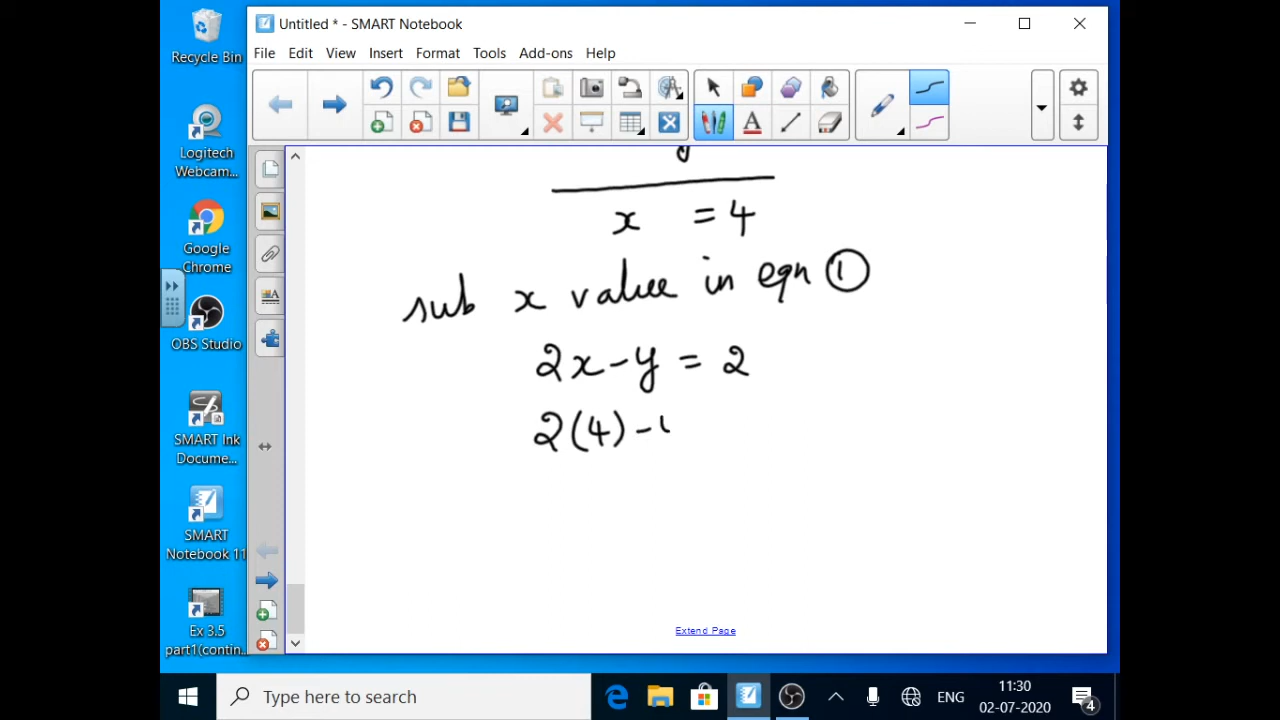 Recycle Bin
Logitech
Webcam...
Google
Chrome
OBS Studio
SMART Ink
Docume...
SMART
Notebook 11
Ex 3.5
part1(contin...
Untitled * - SMART Notebook
File Edit View Insert Format Tools Add-ons Help
x = 4
sub x value in eqn ①
2x - y = 2
2(4) -
Extend Page
Type here to search
ENG
11:30
02-07-2020
4